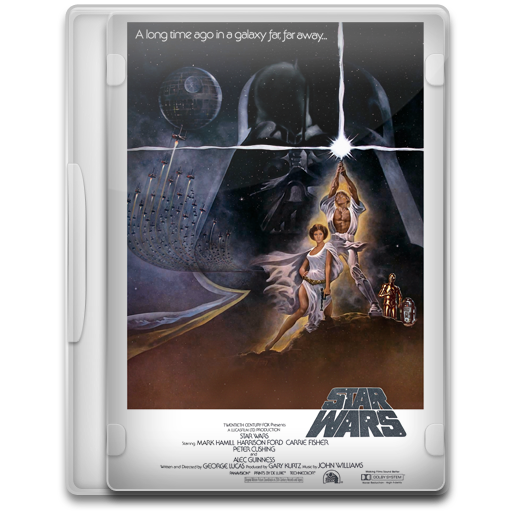 A long time ago in a galaxy far, far away...
STAR
WARS
TWENTIETH CENTURY-FOX Presents
A LUCASFILM LTD. PRODUCTION
STAR WARS
Starring MARK HAMILL HARRISON FORD CARRIE FISHER
PETER CUSHING
and
ALEC GUINNESS
Written and Directed by GEORGE LUCAS Produced by GARY KURTZ Music by JOHN WILLIAMS
PANAVISION PRINTS BY DE LUXE TECHNICOLOR
DOLBY SYSTEM